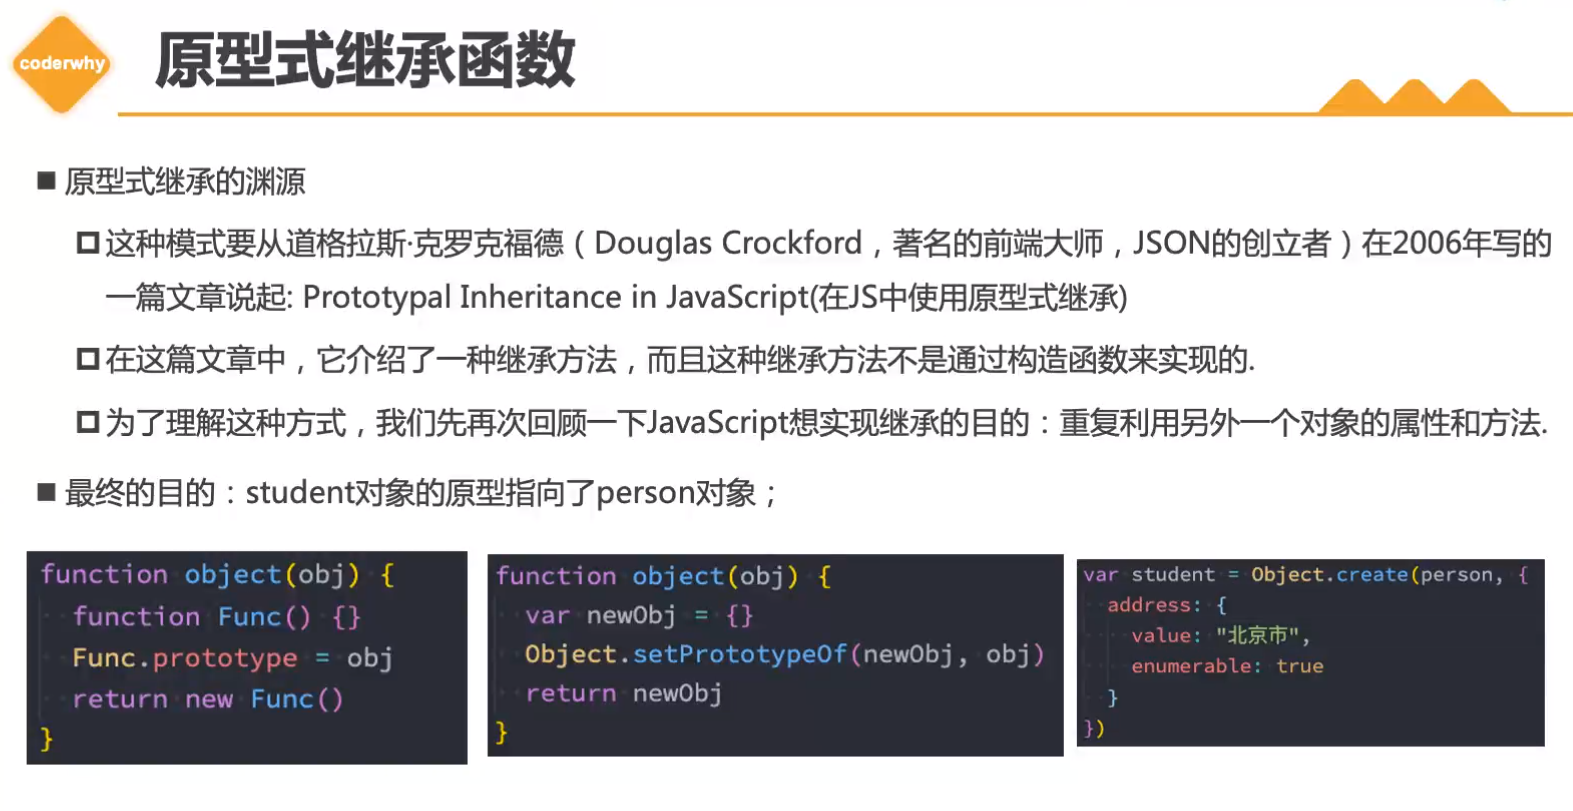 coderwhy
原型式继承函数
原型式继承的渊源
这种模式要从道格拉斯·克罗克福德（Douglas Crockford，著名的前端大师，JSON的创立者）在2006年写的
一篇文章说起: Prototypal Inheritance in JavaScript(在JS中使用原型式继承)
在这篇文章中，它介绍了一种继承方法，而且这种继承方法不是通过构造函数来实现的.
为了理解这种方式，我们先再次回顾一下JavaScript想实现继承的目的：重复利用另外一个对象的属性和方法.
最终的目的：student对象的原型指向了person对象；
function object(obj) {
  function Func() {}
  Func.prototype = obj
  return new Func()
}
function object(obj) {
  var newObj = {}
  Object.setPrototypeOf(newObj, obj)
  return newObj
}
var student = Object.create(person, {
  address: {
    value: "北京市",
    enumerable: true
  }
})